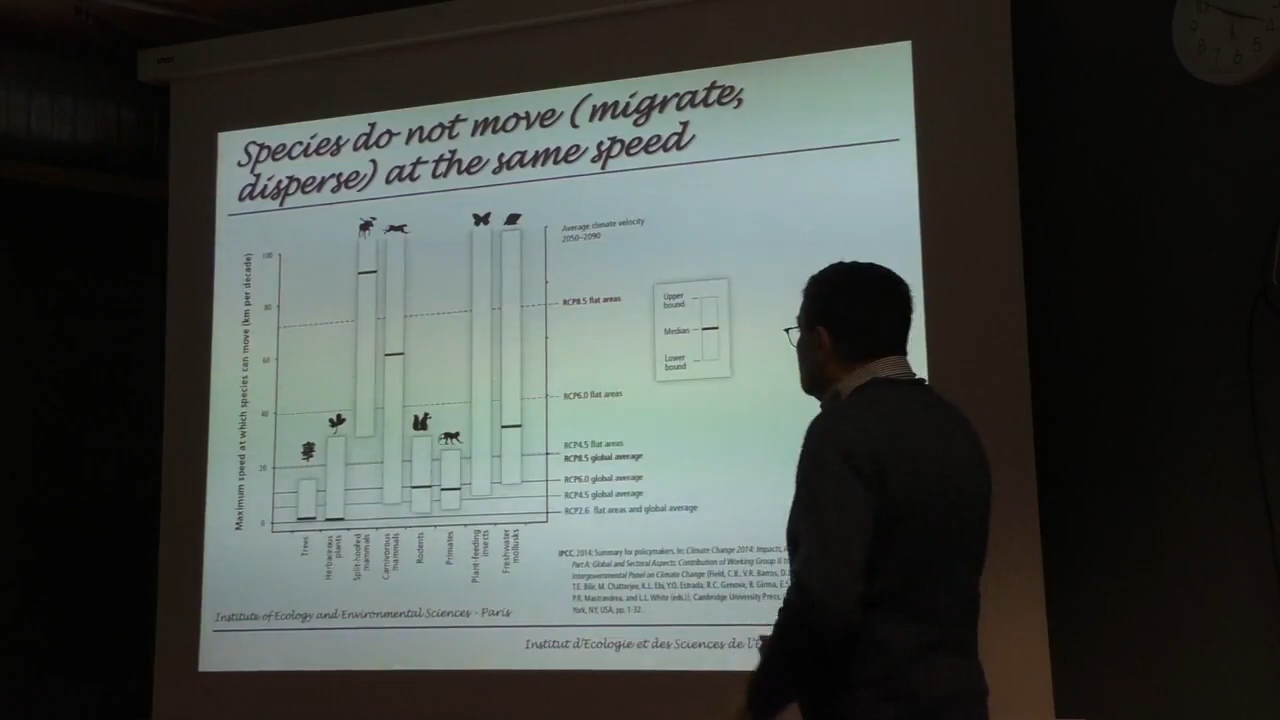 Species do not move (migrate,
disperse) at the same speed
Maximum speed at which species can move (km per decade)
100
80
60
40
20
0
Trees
Herbaceous
plants
Split-hoofed
mammals
Carnivorous
mammals
Rodents
Primates
Plant-feeding
insects
Freshwater
mollusks
Average climate velocity
2050–2090
RCP8.5 flat areas
RCP6.0 flat areas
RCP4.5 flat areas
RCP8.5 global average
RCP6.0 global average
RCP4.5 global average
RCP2.6 flat areas and global average
Upper
bound
Median
Lower
bound
IPCC, 2014: Summary for policymakers, In: Climate Change 2014: Impacts,
Part A: Global and Sectoral Aspects. Contribution of Working Group II
Intergovernmental Panel on Climate Change [Field, C.B., V.R. Barros, D.
T.E. Bilir, M. Chatterjee, K.L. Ebi, Y.O. Estrada, R.C. Genova, B. Girma, E.
P.R. Mastrandrea, and L.L. White (eds.)], Cambridge University Press,
York, NY, USA, pp. 1-32.
Institute of Ecology and Environmental Sciences - Paris
Institut d'Ecologie et des Sciences de
8
7
6
5
4